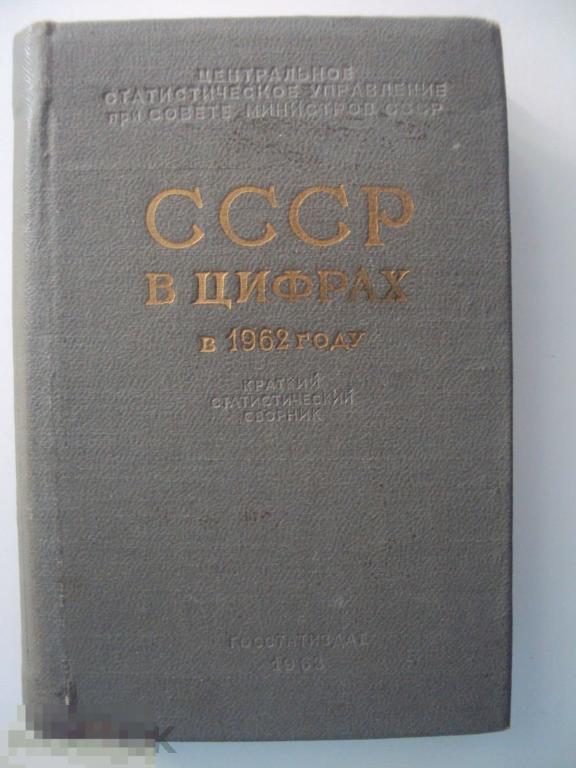 ЦЕНТРАЛЬНОЕ
СТАТИСТИЧЕСКОЕ УПРАВЛЕНИЕ
при СОВЕТЕ МИНИСТРОВ СССР
СССР
В ЦИФРАХ
в 1962 году
КРАТКИЙ
СТАТИСТИЧЕСКИЙ
СБОРНИК
ГОССТАТИЗДАТ
1963